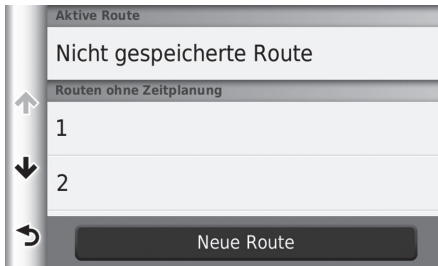 Aktive Route
Nicht gespeicherte Route
Routen ohne Zeitplanung
1
2
Neue Route